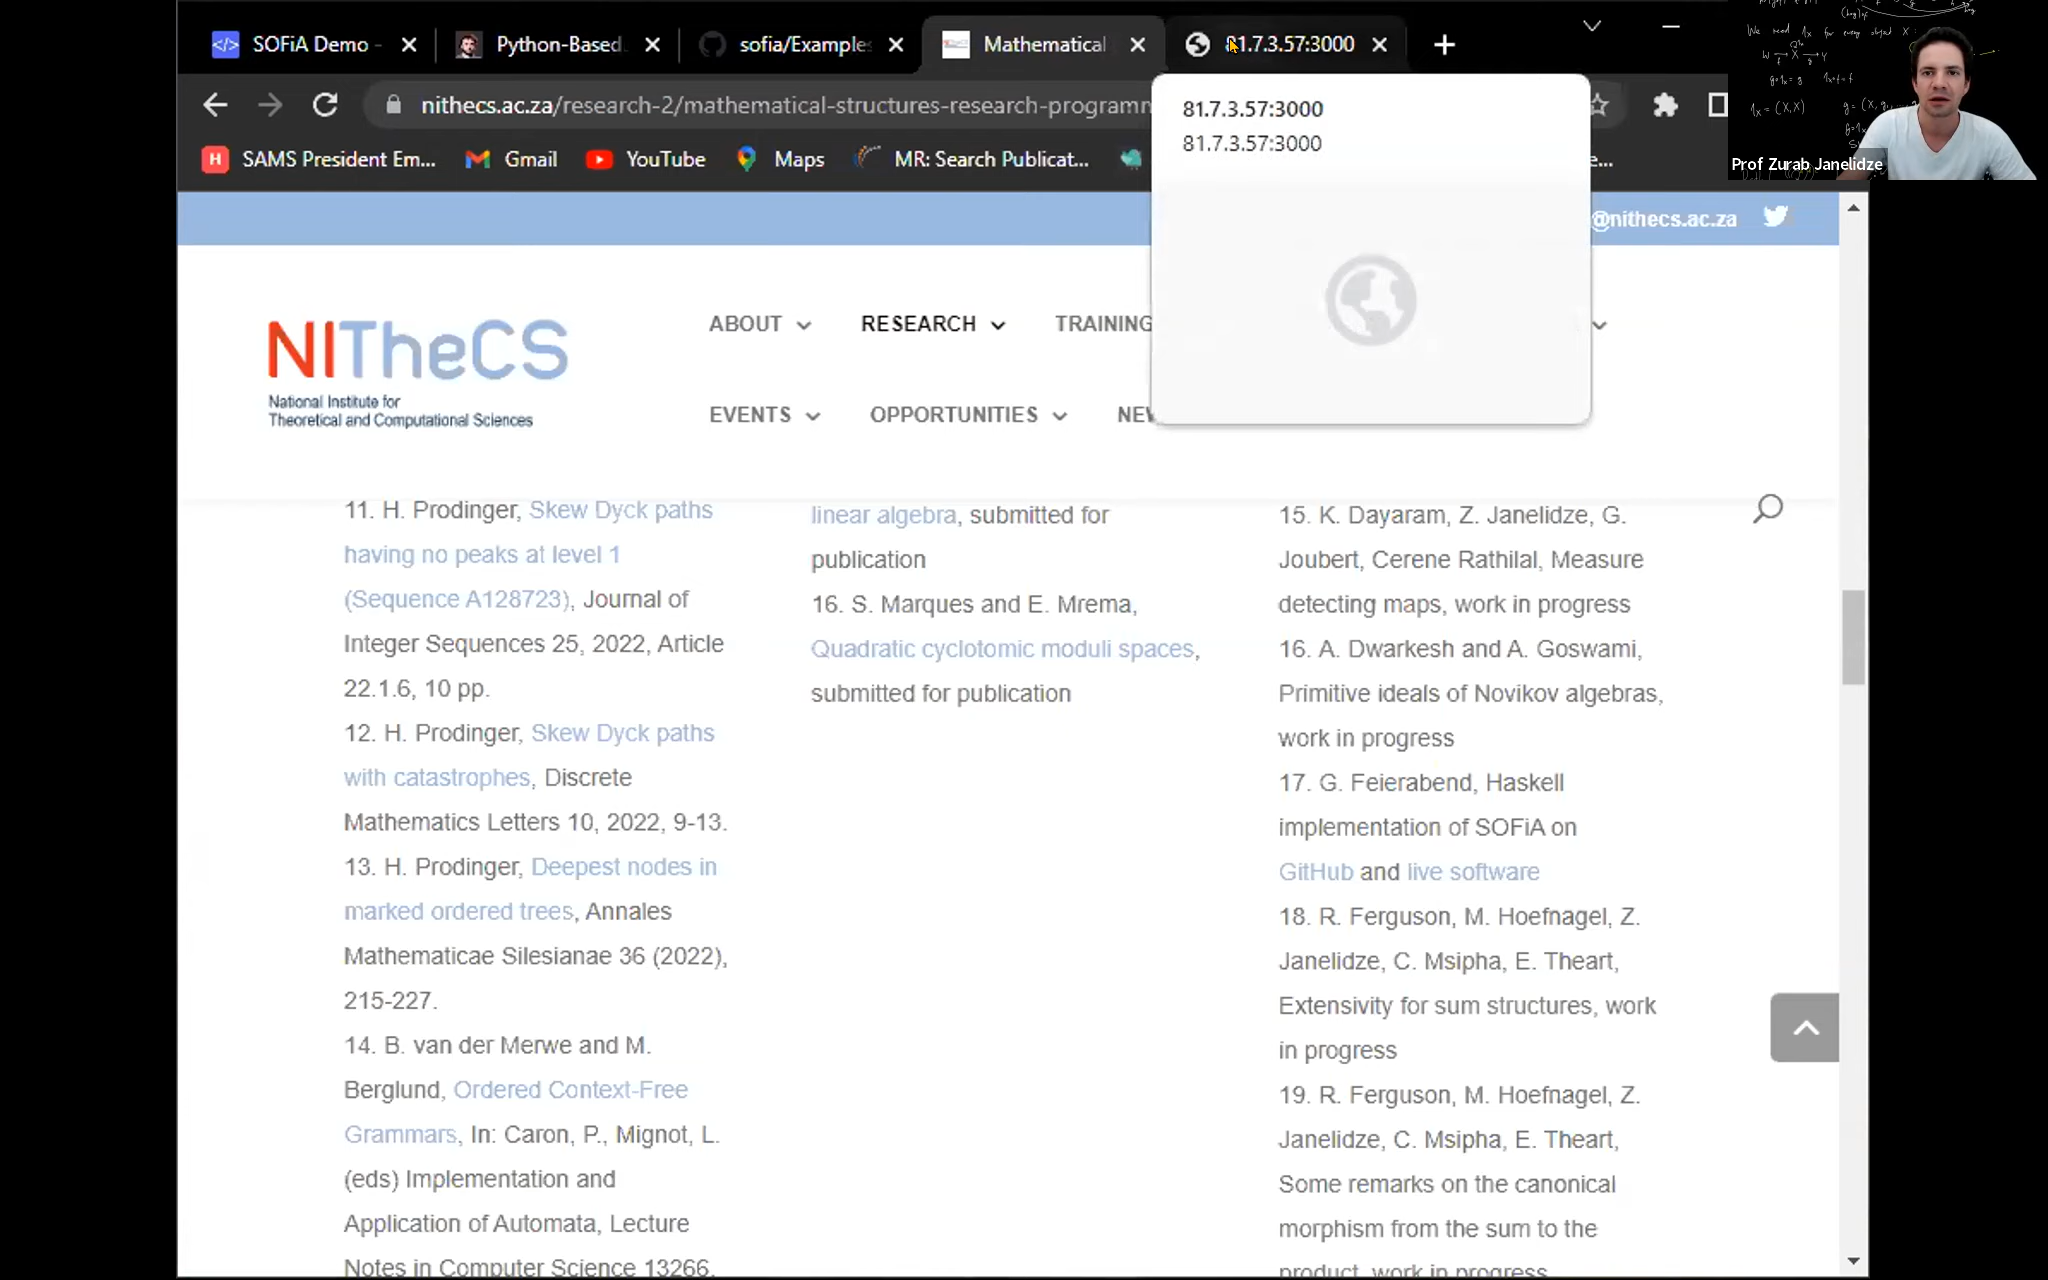 SOFiA Demo -
Python-Based
sofia/Examples
Mathematical
81.7.3.57:3000
nithecs.ac.za/research-2/mathematical-structures-research-programm
81.7.3.57:3000
81.7.3.57:3000
SAMS President Em...
Gmail
YouTube
Maps
MR: Search Publicat...
e...
Prof Zurab Janelidze
@nithecs.ac.za
NITheCS
National Institute for
Theoretical and Computational Sciences
ABOUT
RESEARCH
TRAINING
EVENTS
OPPORTUNITIES
NEW
11. H. Prodinger, Skew Dyck paths
having no peaks at level 1
(Sequence A128723), Journal of
Integer Sequences 25, 2022, Article
22.1.6, 10 pp.
12. H. Prodinger, Skew Dyck paths
with catastrophes, Discrete
Mathematics Letters 10, 2022, 9-13.
13. H. Prodinger, Deepest nodes in
marked ordered trees, Annales
Mathematicae Silesianae 36 (2022),
215-227.
14. B. van der Merwe and M.
Berglund, Ordered Context-Free
Grammars, In: Caron, P., Mignot, L.
(eds) Implementation and
Application of Automata, Lecture
Notes in Computer Science 13266,
linear algebra, submitted for
publication
16. S. Marques and E. Mrema,
Quadratic cyclotomic moduli spaces,
submitted for publication
15. K. Dayaram, Z. Janelidze, G.
Joubert, Cerene Rathilal, Measure
detecting maps, work in progress
16. A. Dwarkesh and A. Goswami,
Primitive ideals of Novikov algebras,
work in progress
17. G. Feierabend, Haskell
implementation of SOFiA on
GitHub and live software
18. R. Ferguson, M. Hoefnagel, Z.
Janelidze, C. Msipha, E. Theart,
Extensivity for sum structures, work
in progress
19. R. Ferguson, M. Hoefnagel, Z.
Janelidze, C. Msipha, E. Theart,
Some remarks on the canonical
morphism from the sum to the
product, work in progress